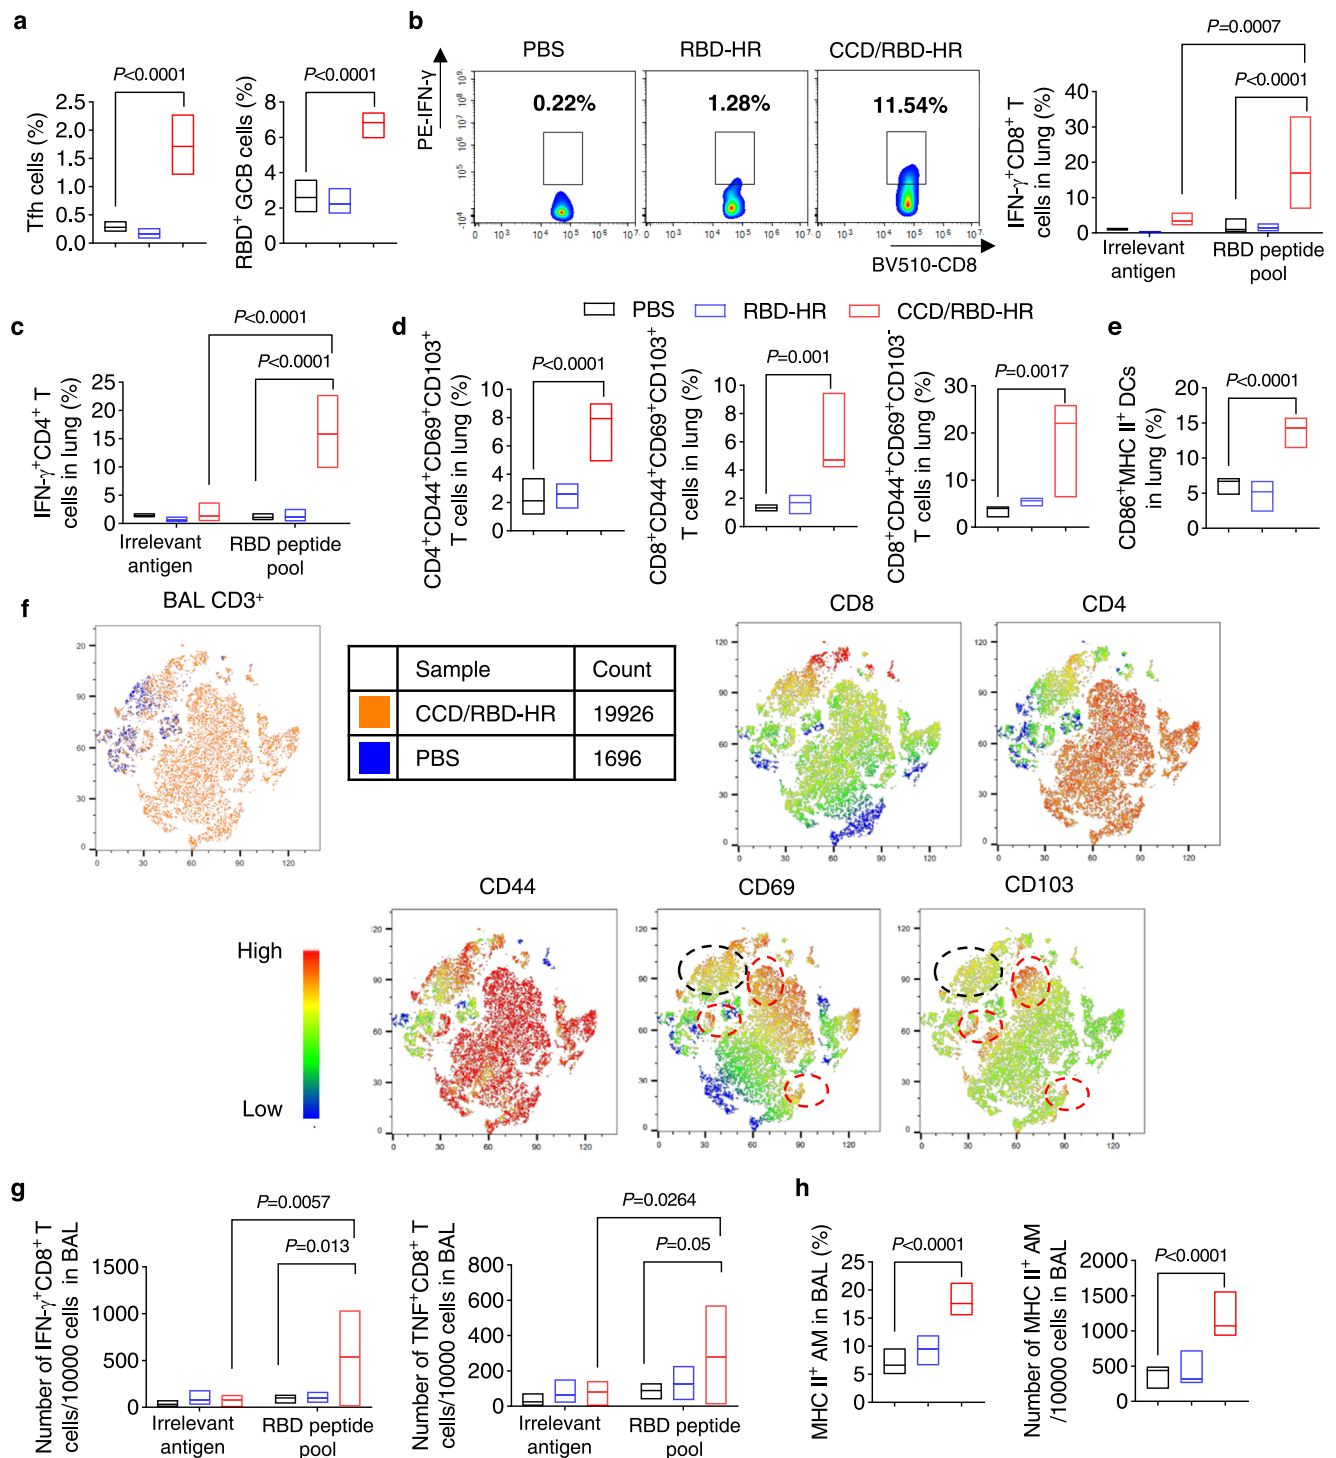 a
P<0.0001
P<0.0001
Tfh cells (%)
2.5
2.0
1.5
1.0
0.5
0.0
RBD+ GCB cells (%)
8
6
4
2
0
b
PBS
RBD-HR
CCD/RBD-HR
PE-IFN-γ
0.22%
1.28%
11.54%
BV510-CD8
P=0.0007
P<0.0001
IFN-γ+CD8+ T
cells in lung (%)
40
30
20
10
0
Irrelevant
antigen
RBD peptide
pool
PBS
RBD-HR
CCD/RBD-HR
c
P<0.0001
P<0.0001
IFN-γ+CD4+ T
cells in lung (%)
25
20
15
10
5
0
Irrelevant
antigen
RBD peptide
pool
d
CD4+CD44+CD69+CD103+
T cells in lung (%)
P<0.0001
10
8
6
4
2
0
CD8+CD44+CD69+CD103+
T cells in lung (%)
P=0.001
10
8
6
4
2
0
CD8+CD44+CD69+CD103-
T cells in lung (%)
P=0.0017
30
20
10
0
e
CD86+MHC II+ DCs
in lung (%)
P<0.0001
20
15
10
5
0
f
BAL CD3+
Sample
Count
CCD/RBD-HR
19926
PBS
1696
CD8
CD4
CD44
CD69
CD103
High
Low
g
Number of IFN-γ+CD8+ T
cells/10000 cells in BAL
P=0.0057
P=0.013
1500
1000
500
0
Irrelevant
antigen
RBD peptide
pool
Number of TNF+CD8+ T
cells/10000 cells in BAL
P=0.0264
P=0.05
800
600
400
200
0
Irrelevant
antigen
RBD peptide
pool
h
MHC II+ AM in BAL (%)
P<0.0001
25
20
15
10
5
0
Number of MHC II+ AM
/10000 cells in BAL
P<0.0001
2000
1500
1000
500
0